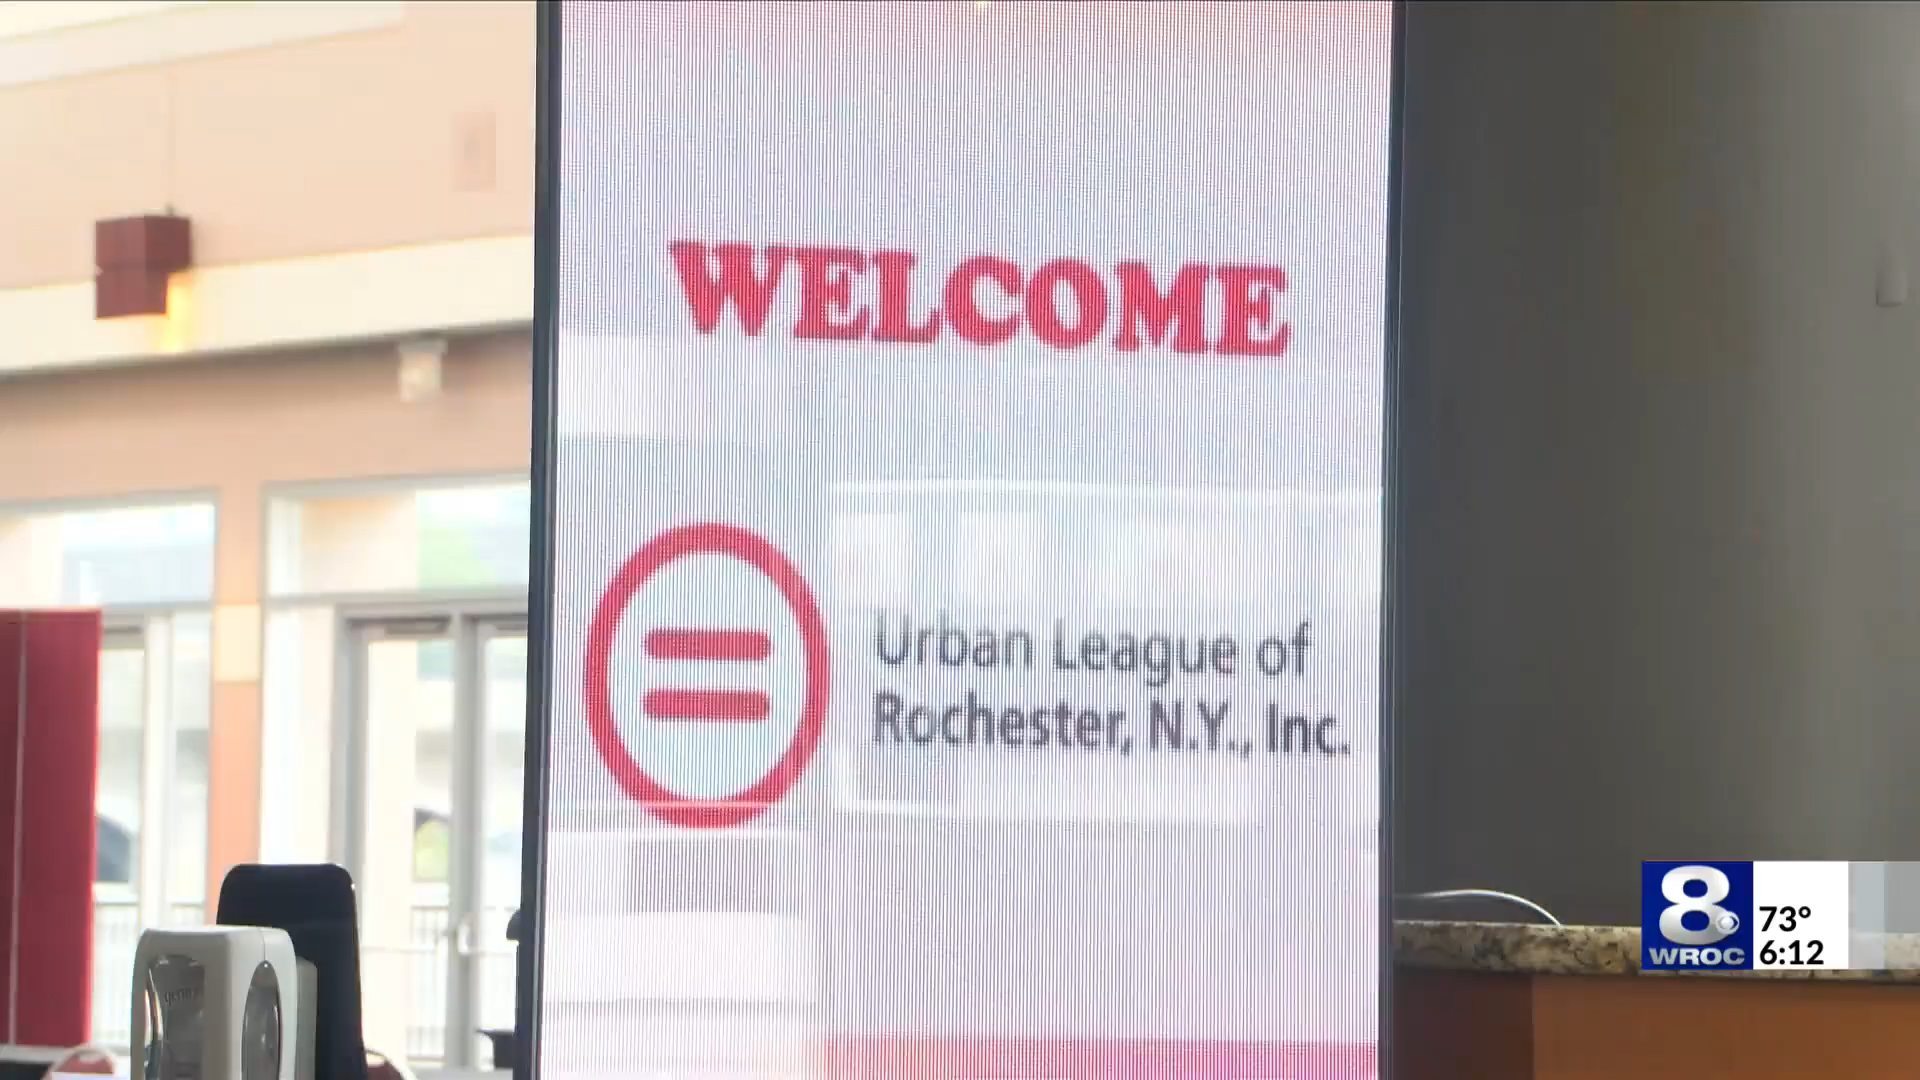 WELCOME
Urban League of
Rochester, N.Y., Inc.
8
WROC
73°
6:12